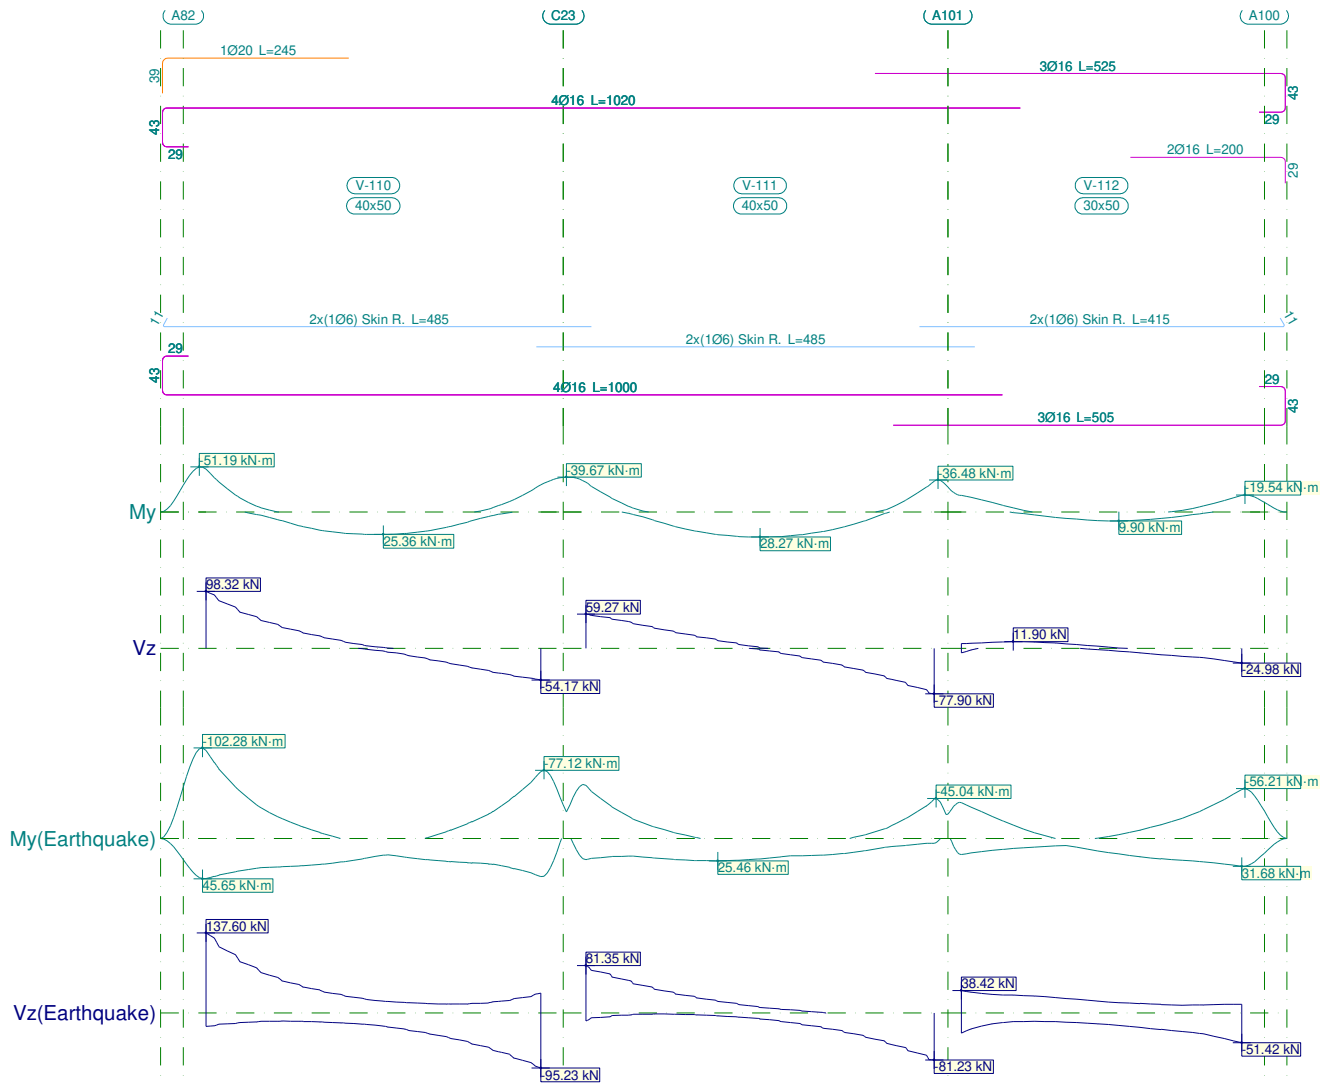 A82
C23
A101
A100
1Ø20 L=245
39
3Ø16 L=525
43
29
4Ø16 L=1020
43
29
2Ø16 L=200
29
V-110
40x50
V-111
40x50
V-112
30x50
11
2x(1Ø6) Skin R. L=485
2x(1Ø6) Skin R. L=485
2x(1Ø6) Skin R. L=415
11
29
43
4Ø16 L=1000
29
43
3Ø16 L=505
My
-51.19 kN·m
25.36 kN·m
-39.67 kN·m
28.27 kN·m
-36.48 kN·m
9.90 kN·m
-19.54 kN·m
Vz
98.32 kN
-54.17 kN
59.27 kN
-77.90 kN
11.90 kN
-24.98 kN
My(Earthquake)
-102.28 kN·m
45.65 kN·m
-77.12 kN·m
25.46 kN·m
-45.04 kN·m
-56.21 kN·m
31.68 kN·m
Vz(Earthquake)
137.60 kN
-95.23 kN
81.35 kN
-81.23 kN
38.42 kN
-51.42 kN